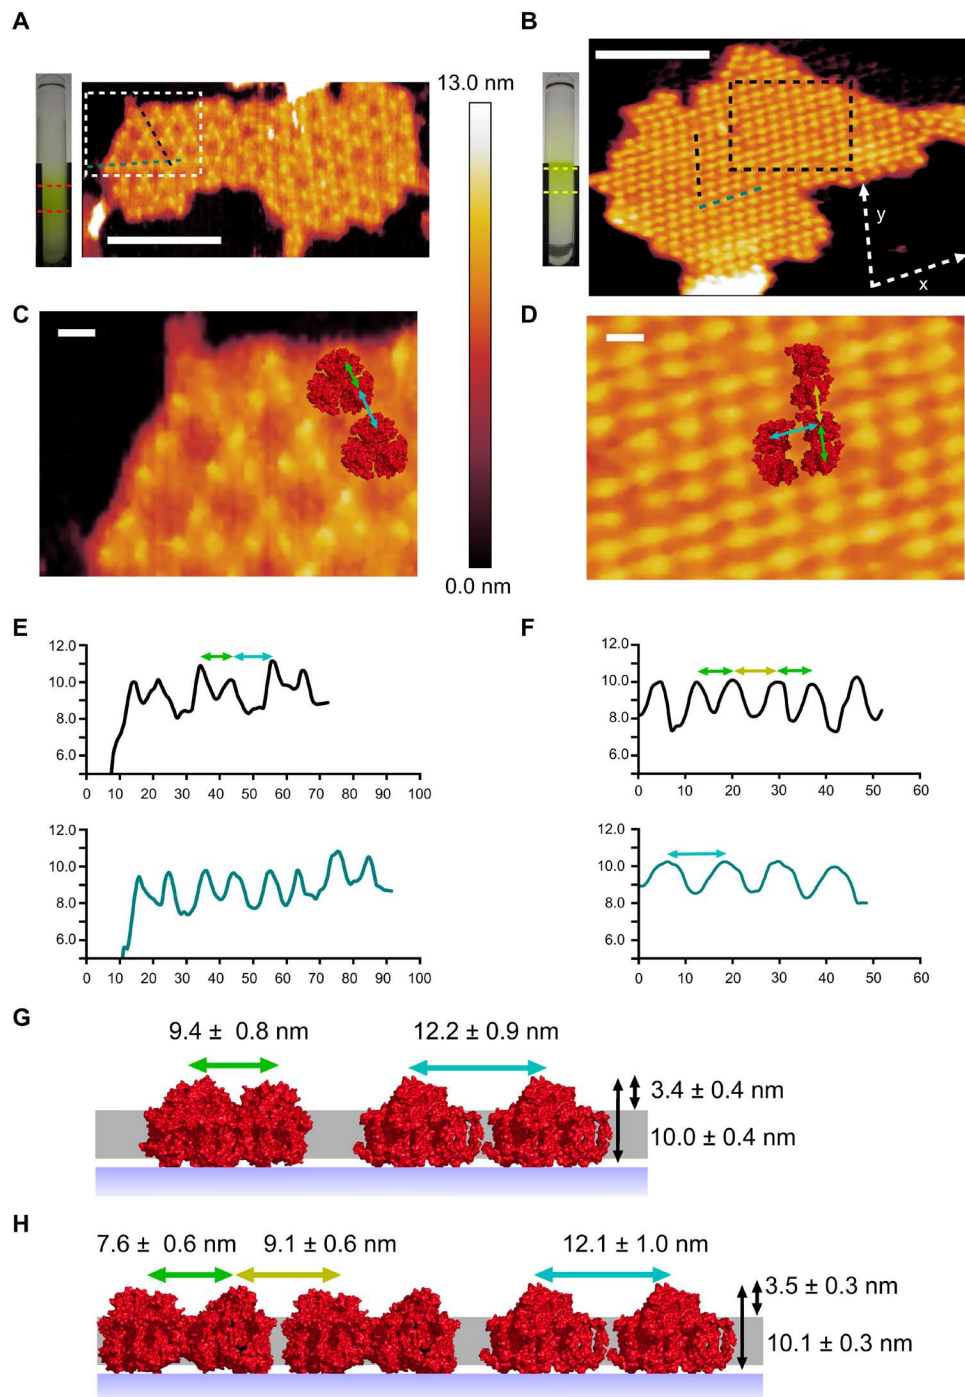 A
B
13.0 nm
y
x
C
D
0.0 nm
E
F
12.0
10.0
8.0
6.0
0 10 20 30 40 50 60 70 80 90 100
12.0
10.0
8.0
6.0
0 10 20 30 40 50 60
12.0
10.0
8.0
6.0
0 10 20 30 40 50 60 70 80 90 100
12.0
10.0
8.0
6.0
0 10 20 30 40 50 60
G
9.4 ± 0.8 nm
12.2 ± 0.9 nm
3.4 ± 0.4 nm
10.0 ± 0.4 nm
H
7.6 ± 0.6 nm
9.1 ± 0.6 nm
12.1 ± 1.0 nm
3.5 ± 0.3 nm
10.1 ± 0.3 nm